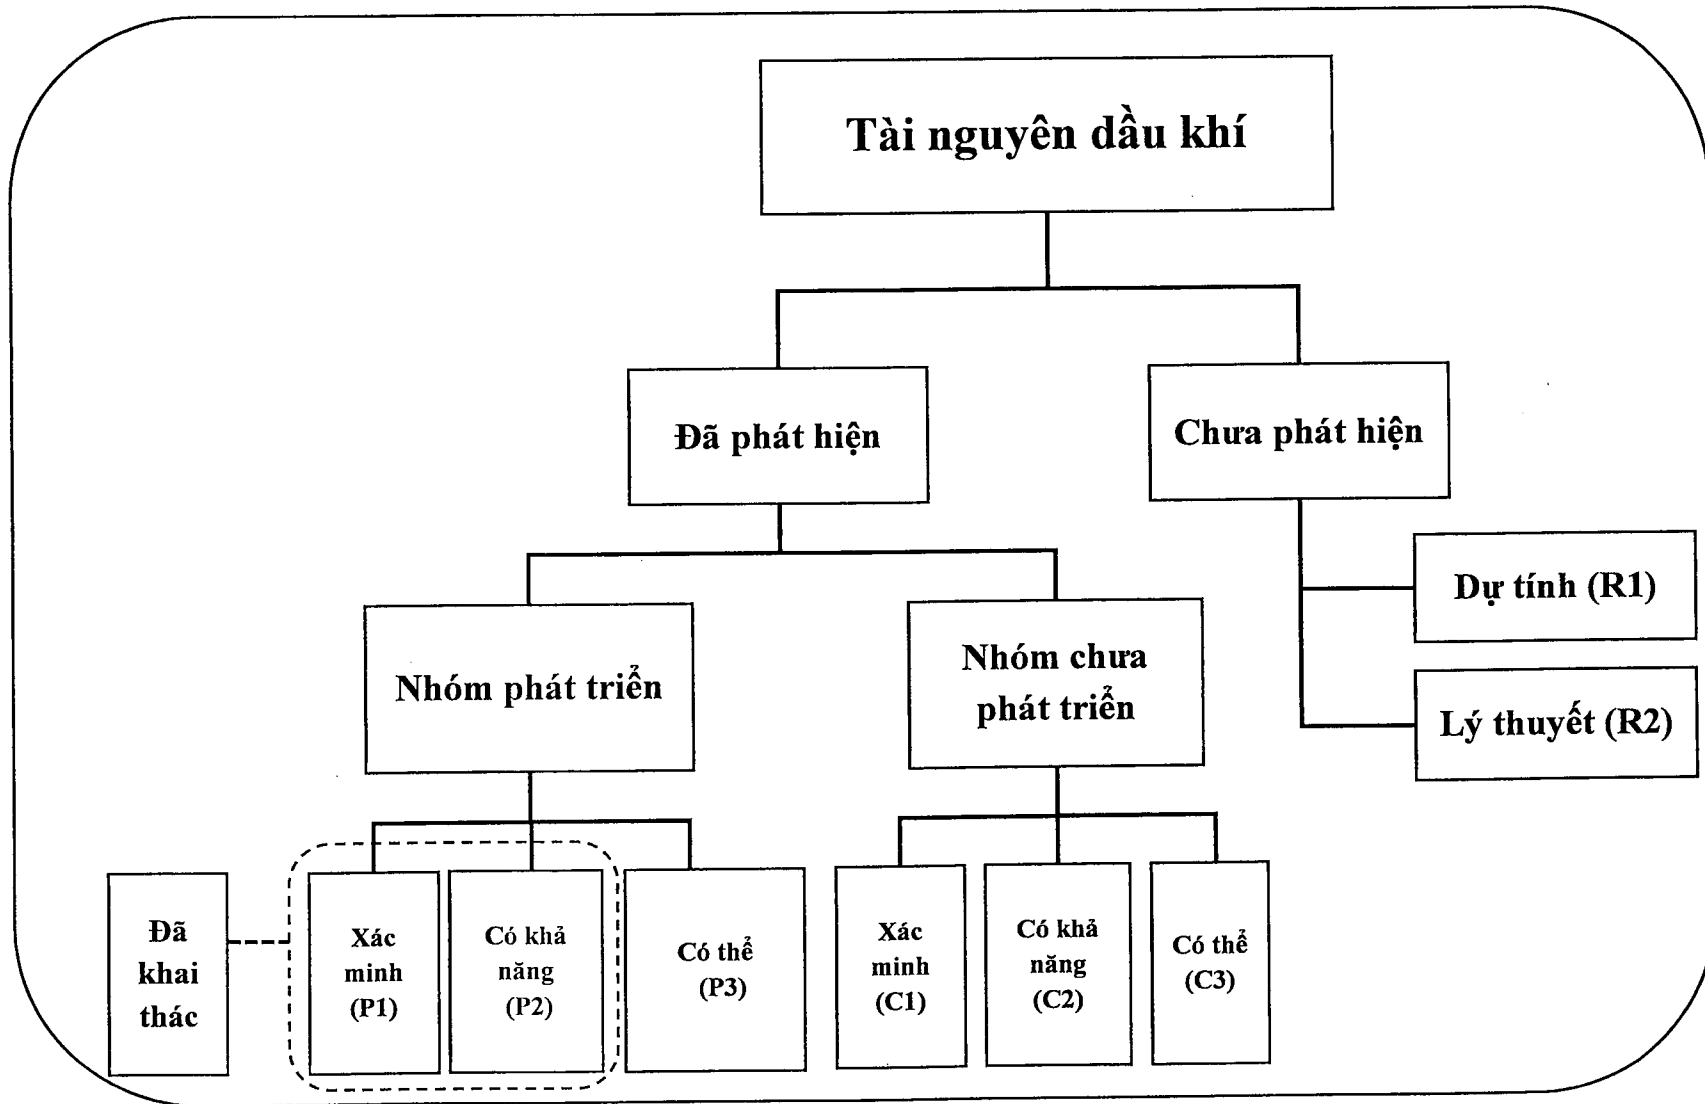 Tài nguyên dầu khí
Đã phát hiện
Chưa phát hiện
Dự tính (R1)
Lý thuyết (R2)
Nhóm phát triển
Nhóm chưa
phát triển
Đã
khai
thác
Xác
minh
(P1)
Có khả
năng
(P2)
Có thể
(P3)
Xác
minh
(C1)
Có khả
năng
(C2)
Có thể
(C3)